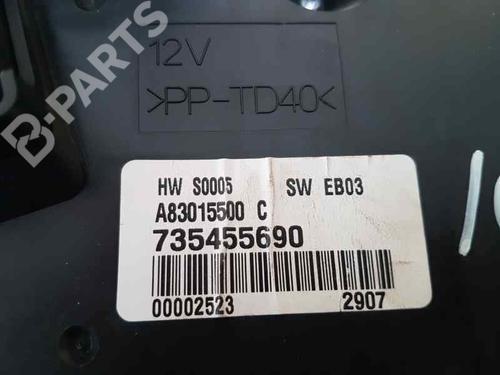 B-PARTS
12V
>PP-TD40<
HW S0005 SW EB03
A83015500 C
735455690
00002523 2907